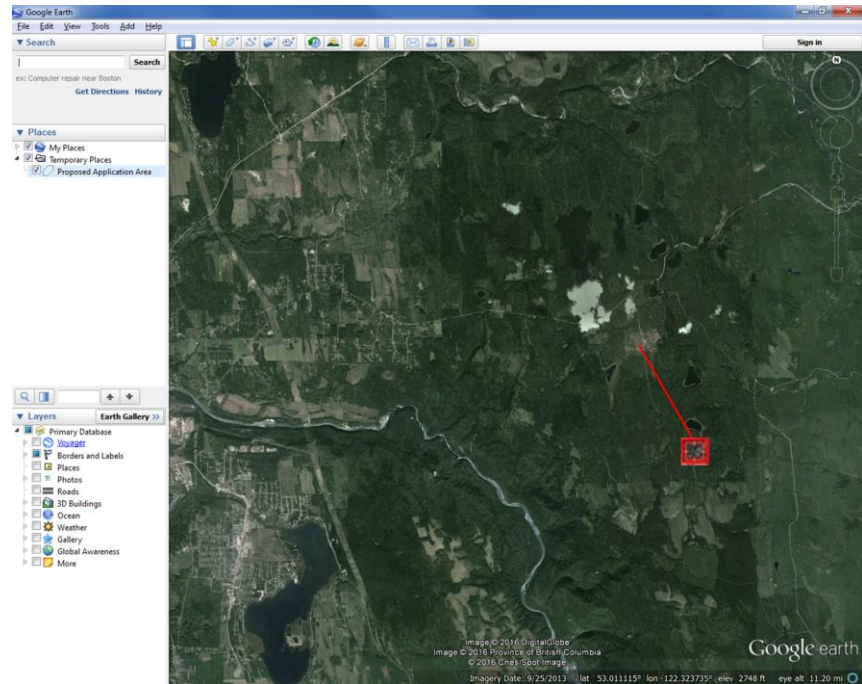 Google Earth
File Edit View Tools Add Help
▼ Search
Sign in
Search
ex: Computer repair near Boston
Get Directions History
▼ Places
My Places
Temporary Places
Proposed Application Area
▼ Layers
Earth Gallery >>
Primary Database
Voyager
Borders and Labels
Places
Photos
Roads
3D Buildings
Ocean
Weather
Gallery
Global Awareness
More
N
Image © 2016 DigitalGlobe
Image © 2016 Province of British Columbia
© 2016 Cnes/Spot Image
Google earth
Imagery Date: 9/25/2013 lat 53.011115° lon -122.323735° elev 2748 ft eye alt 11.20 mi